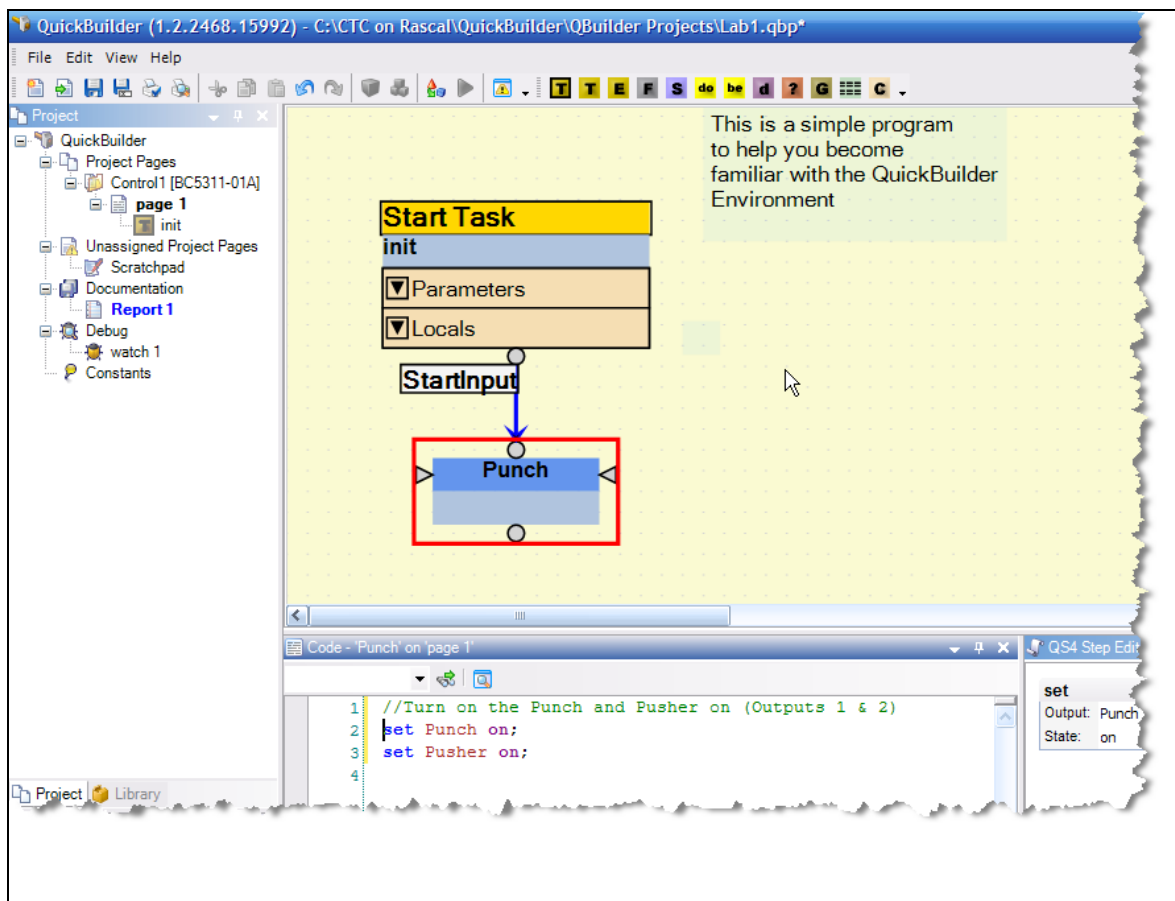 QuickBuilder (1.2.2468.15992) - C:\CTC on Rascal\QuickBuilder\QBuilder Projects\Lab1.qbp*
File Edit View Help
T T E F S do be d ? G C
Project
QuickBuilder
Project Pages
Control1 [BC5311-01A]
page 1
init
Unassigned Project Pages
Scratchpad
Documentation
Report 1
Debug
watch 1
Constants
Project Library
This is a simple program
to help you become
familiar with the QuickBuilder
Environment
Start Task
init
Parameters
Locals
StartInput
Punch
Code - 'Punch' on 'page 1'
1 //Turn on the Punch and Pusher on (Outputs 1 & 2)
2 set Punch on;
3 set Pusher on;
4
QS4 Step Edit
set
Output: Punch
State: on